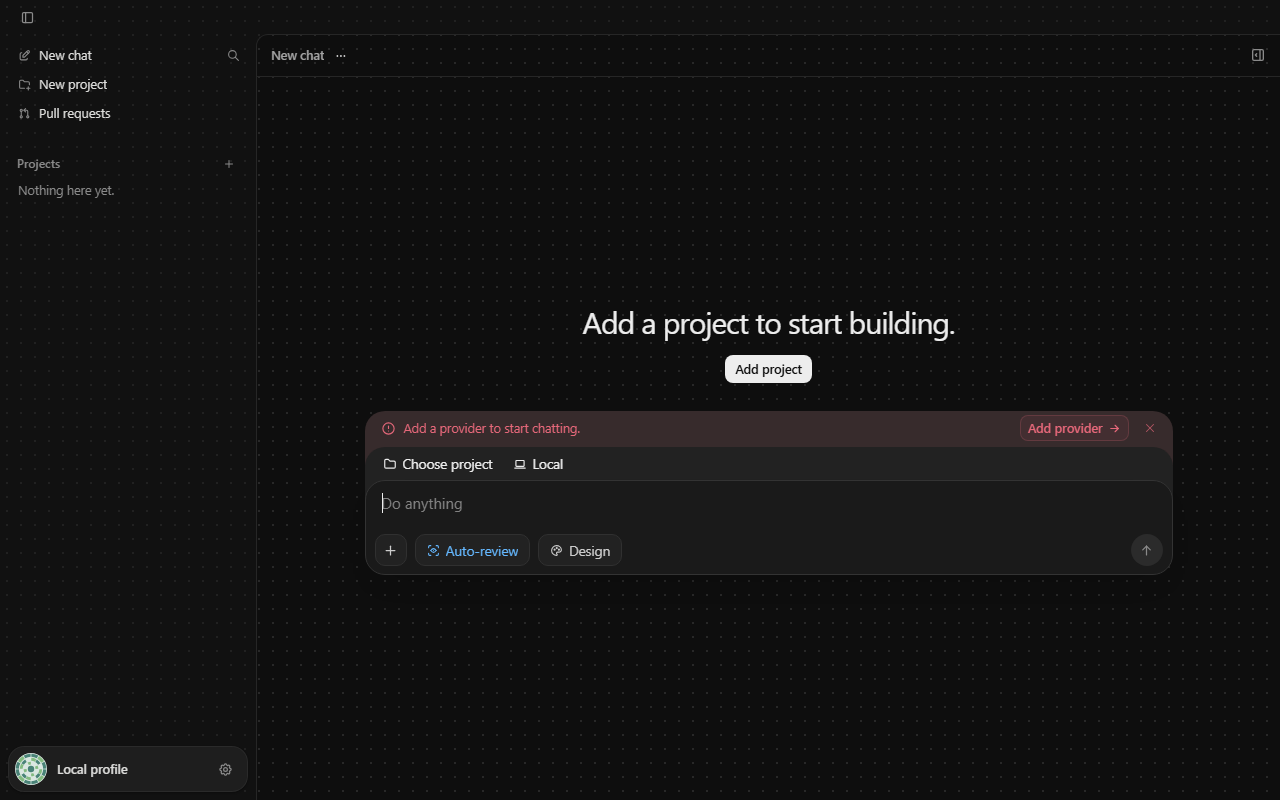 New chat
New project
Pull requests
Projects
Nothing here yet.
Local profile
New chat
Add a project to start building.
Add project
Add a provider to start chatting.
Add provider
Choose project
Local
Do anything
Auto-review
Design